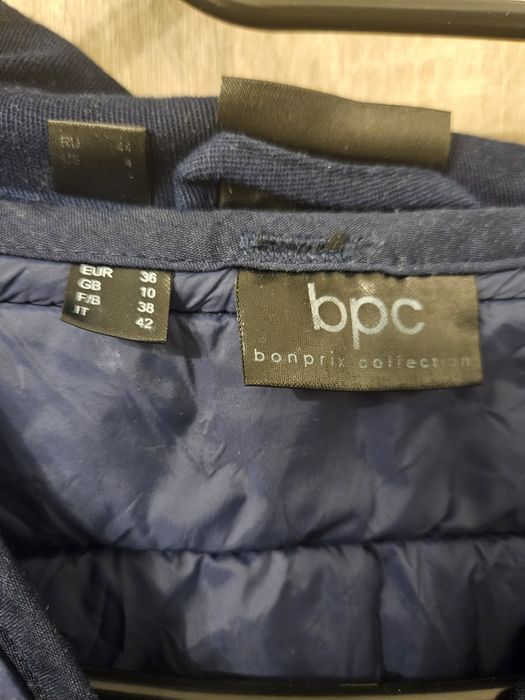 RU 44
US 4
EUR 36
GB 10
F/B 38
IT 42
bpc
bonprix collection